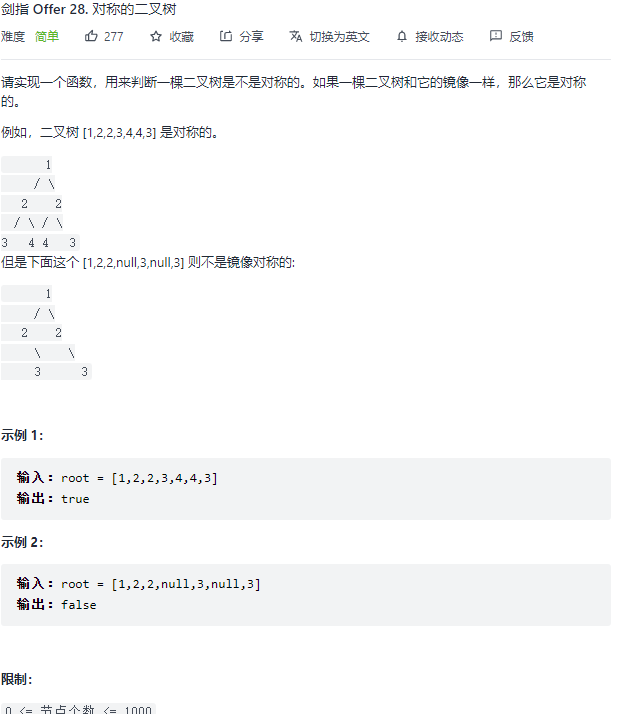 剑指 Offer 28. 对称的二叉树
难度 简单 277 收藏 分享 切换为英文 接收动态 反馈
请实现一个函数，用来判断一棵二叉树是不是对称的。如果一棵二叉树和它的镜像一样，那么它是对称
的。
例如，二叉树 [1,2,2,3,4,4,3] 是对称的。
      1
     / \
   2    2
  / \ / \
3   4 4   3
但是下面这个 [1,2,2,null,3,null,3] 则不是镜像对称的:
      1
     / \
   2    2
     \    \
     3      3
示例 1：
输入：root = [1,2,2,3,4,4,3]
输出：true
示例 2：
输入：root = [1,2,2,null,3,null,3]
输出：false
限制：
0 <= 节点个数 <= 1000